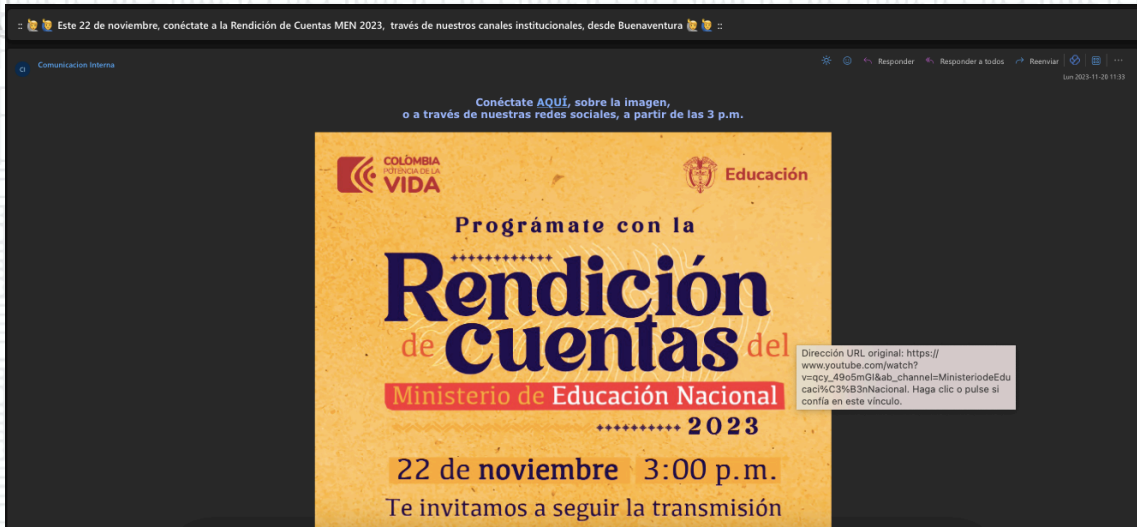 :: 🙋 🙋 Este 22 de noviembre, conéctate a la Rendición de Cuentas MEN 2023, través de nuestros canales institucionales, desde Buenaventura 🙋 🙋 ::
CI Comunicacion Interna
Responder Responder a todos Reenviar
Lun 2023-11-20 11:33
Conéctate AQUÍ, sobre la imagen,
o a través de nuestras redes sociales, a partir de las 3 p.m.
COLOMBIA
POTENCIA DE LA
VIDA
Educación
Prográmate con la
Rendición
de cuentas del
Ministerio de Educación Nacional
2023
22 de noviembre 3:00 p.m.
Te invitamos a seguir la transmisión
Dirección URL original: https://
www.youtube.com/watch?
v=qcy_49o5mGI&ab_channel=MinisteriodeEdu
caci%C3%B3nNacional. Haga clic o pulse si
confía en este vínculo.